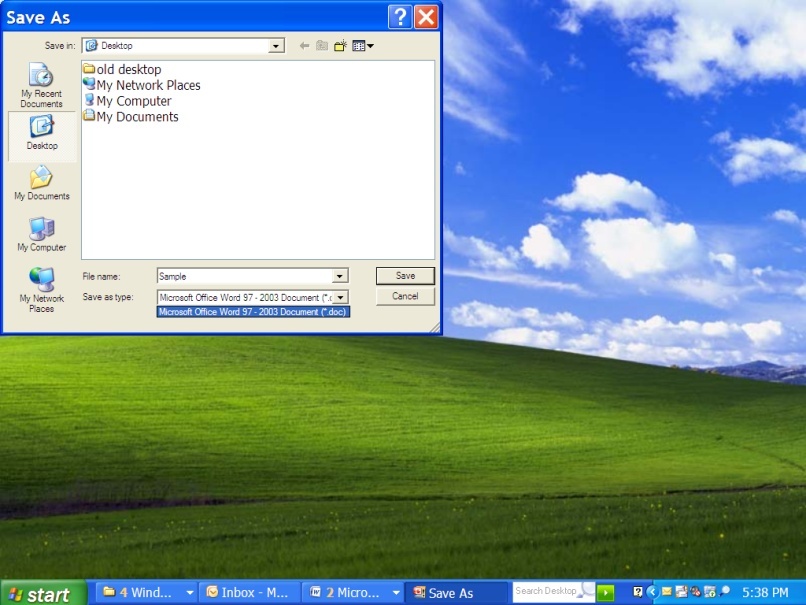 Save As
Save in: Desktop
My Recent
Documents
Desktop
My Documents
My Computer
My Network
Places
old desktop
My Network Places
My Computer
My Documents
File name: Sample Save
Save as type: Microsoft Office Word 97 - 2003 Document (*.c Cancel
Microsoft Office Word 97 - 2003 Document (*.doc)
start 4 Wind... Inbox - M... 2 Micro... Save As Search Desktop 5:38 PM